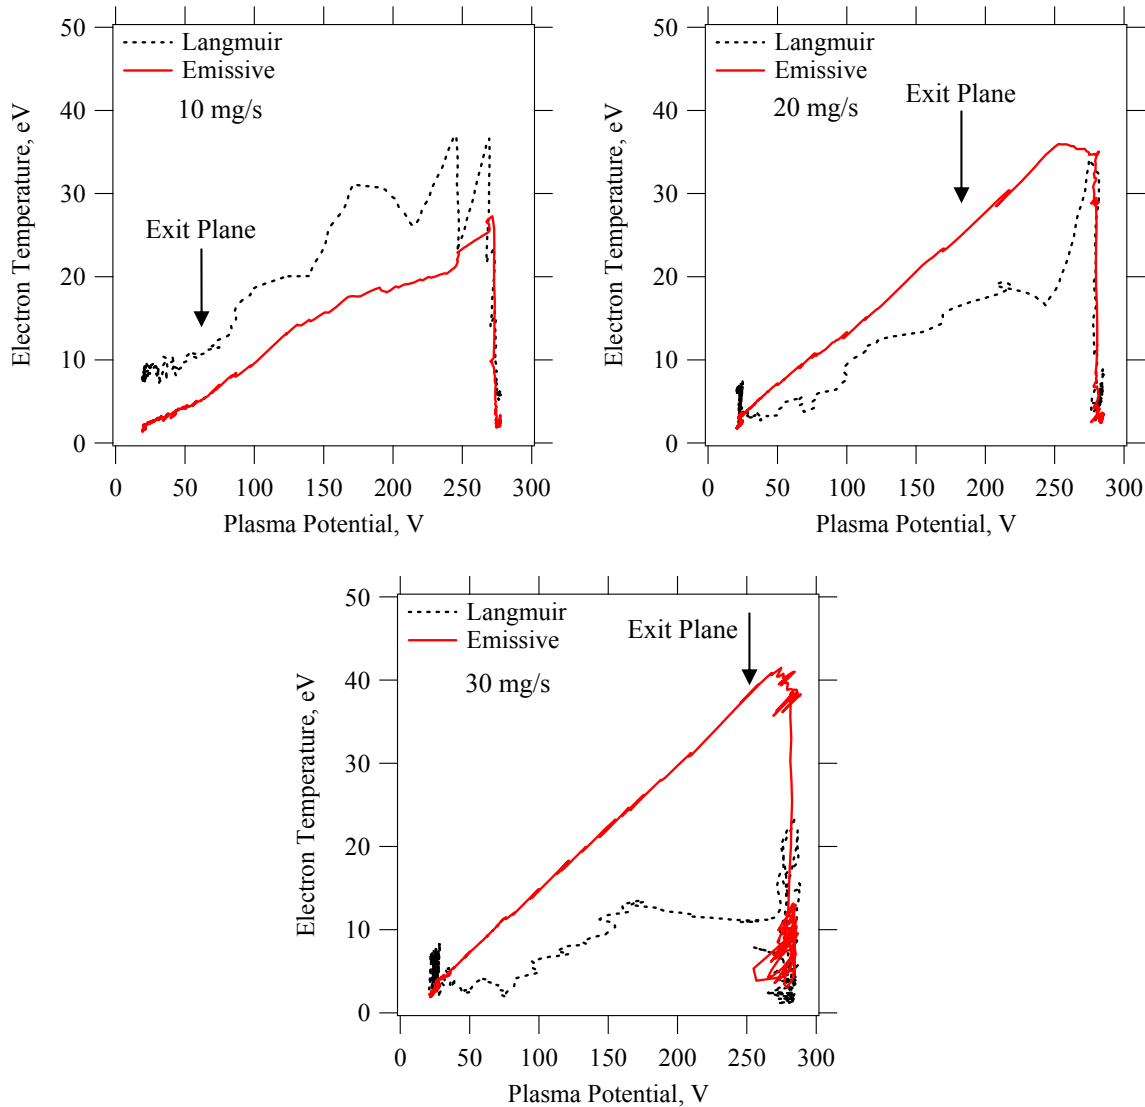 50
40
30
20
10
0
Electron Temperature, eV
Langmuir
Emissive
10 mg/s
Exit Plane
0 50 100 150 200 250 300
Plasma Potential, V
50
40
30
20
10
0
Electron Temperature, eV
Langmuir
Emissive
20 mg/s
Exit Plane
0 50 100 150 200 250 300
Plasma Potential, V
50
40
30
20
10
0
Electron Temperature, eV
Langmuir
Emissive
30 mg/s
Exit Plane
0 50 100 150 200 250 300
Plasma Potential, V